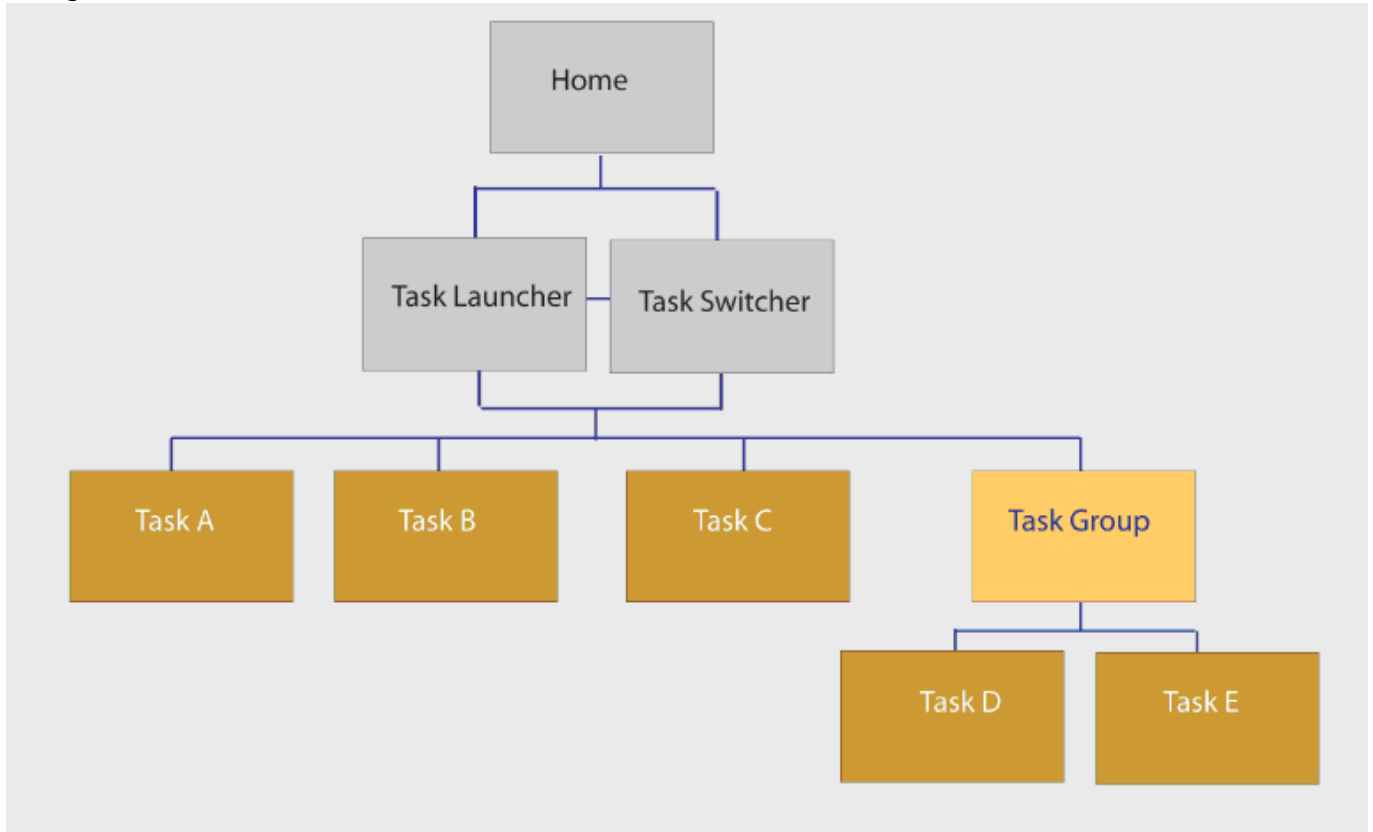 Home
Task Launcher
Task Switcher
Task A
Task B
Task C
Task Group
Task D
Task E